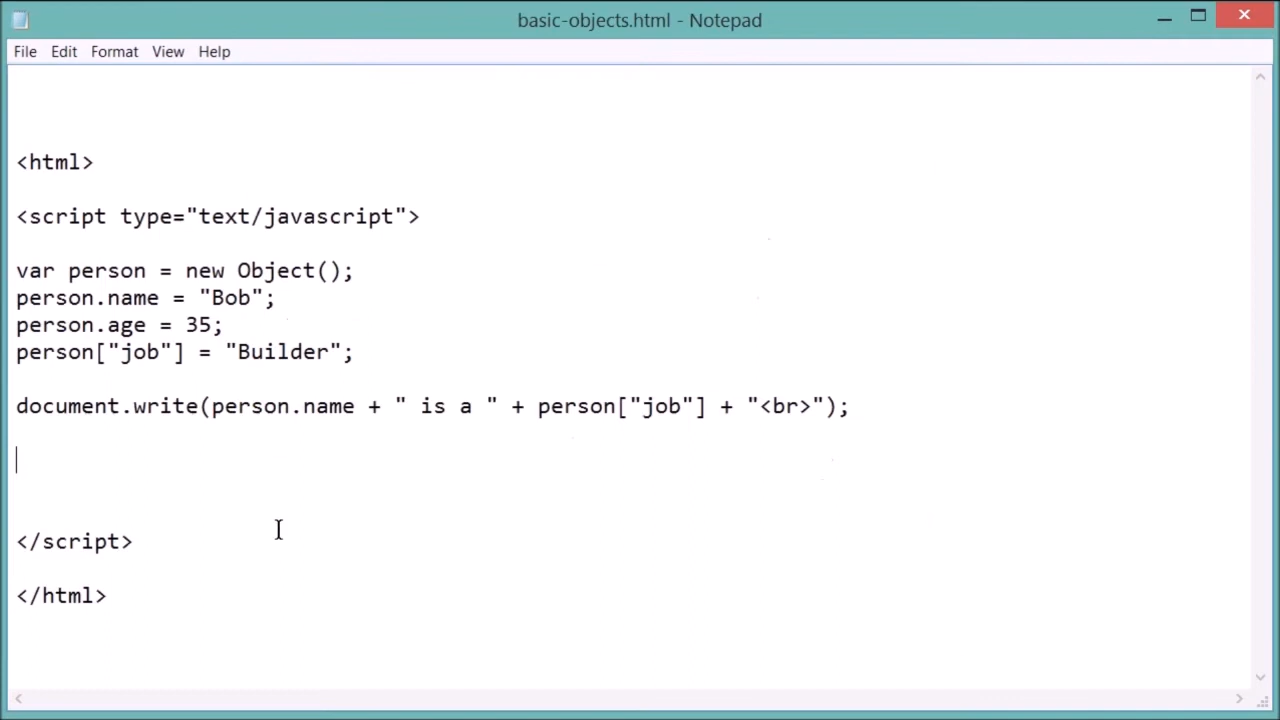 basic-objects.html - Notepad
File Edit Format View Help
<html>
<script type="text/javascript">
var person = new Object();
person.name = "Bob";
person.age = 35;
person["job"] = "Builder";
document.write(person.name + " is a " + person["job"] + "<br>");
</script>
</html>